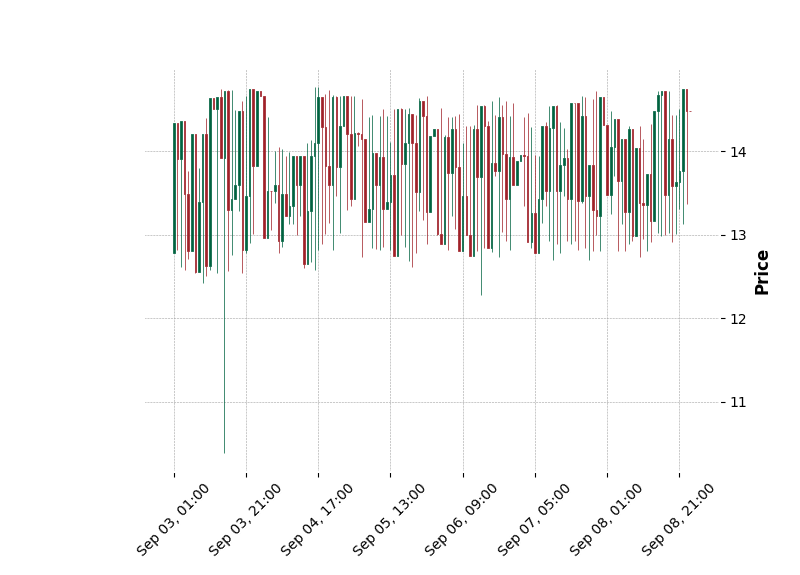 14
13
12
11
Price
Sep 03, 01:00
Sep 03, 21:00
Sep 04, 17:00
Sep 05, 13:00
Sep 06, 09:00
Sep 07, 05:00
Sep 08, 01:00
Sep 08, 21:00